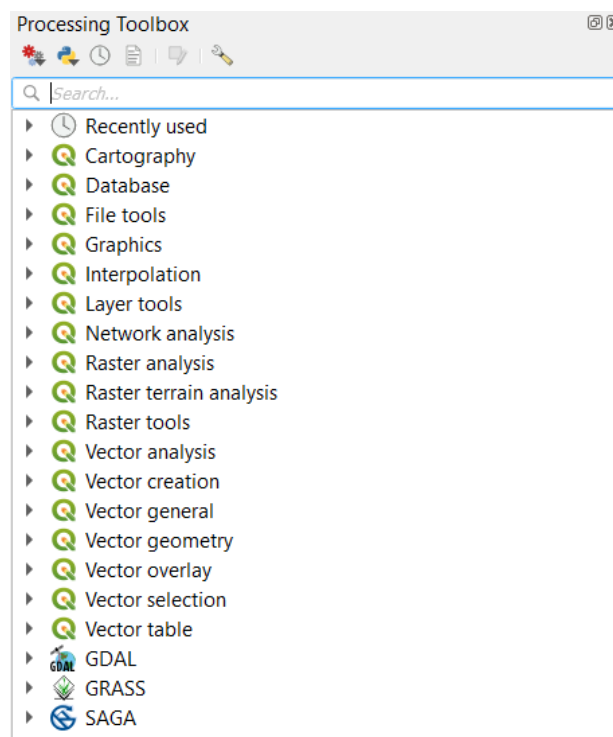 Processing Toolbox
Search...
Recently used
Cartography
Database
File tools
Graphics
Interpolation
Layer tools
Network analysis
Raster analysis
Raster terrain analysis
Raster tools
Vector analysis
Vector creation
Vector general
Vector geometry
Vector overlay
Vector selection
Vector table
GDAL GDAL
GRASS
SAGA